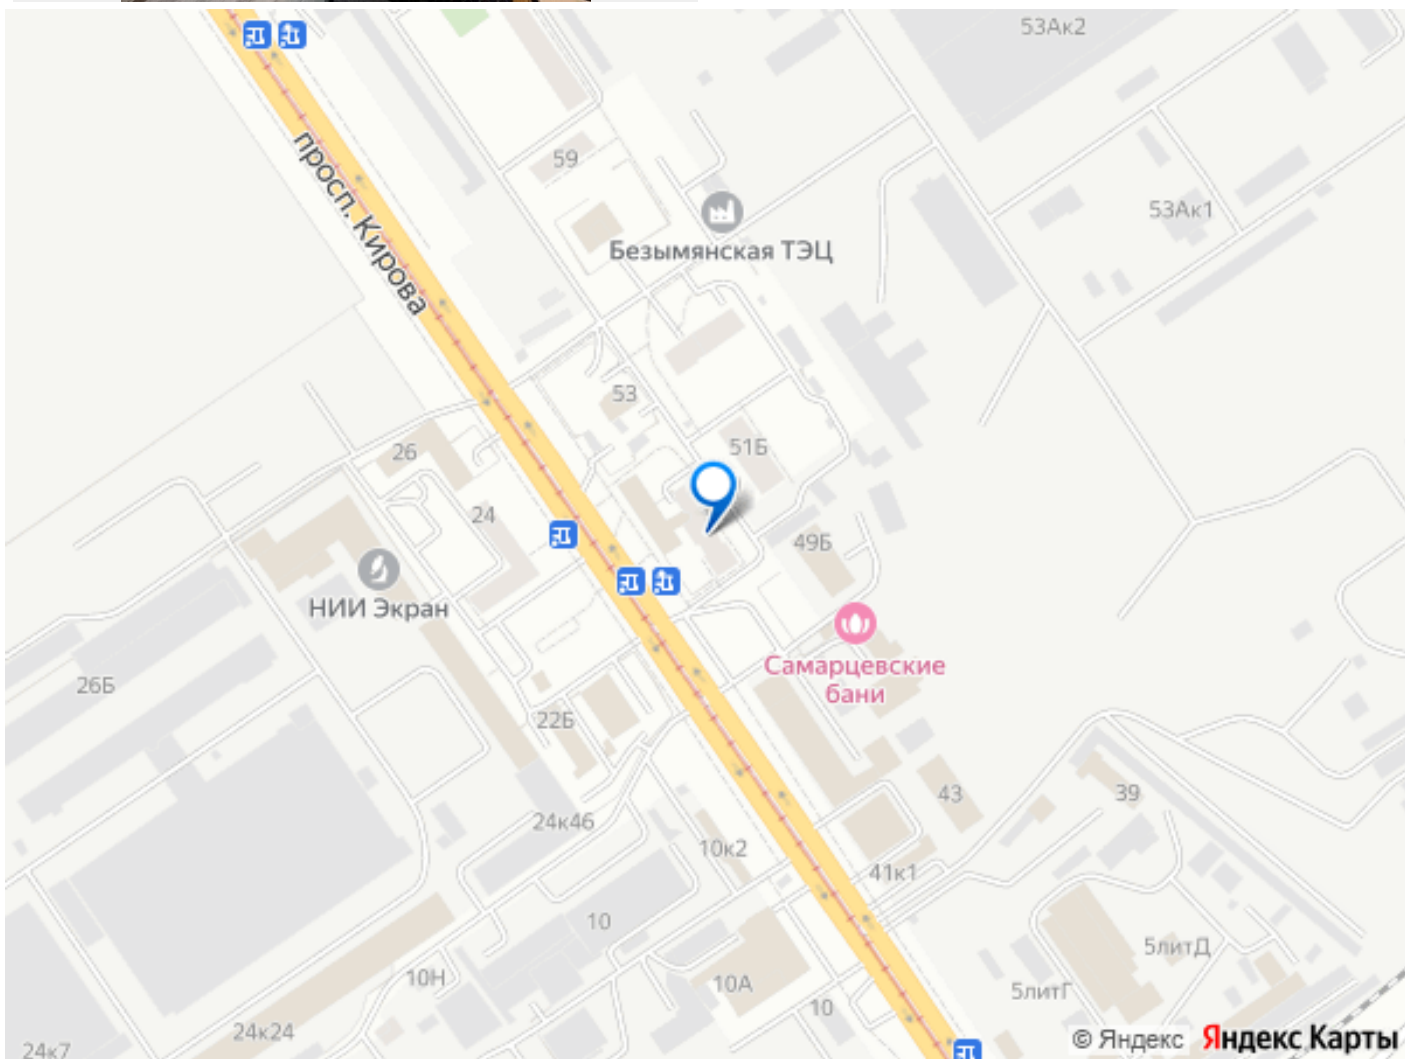 53Ак2
просп. Кирова
59
53Ак1
Безымянская ТЭЦ
53
51Б
26
24
49Б
НИИ Экран
Самарцевские
бани
26Б
22Б
43
39
24к46
10к2
41к1
10
5литД
10Н
10А
5литГ
10
24к24
24к7
© Яндекс Яндекс Карты